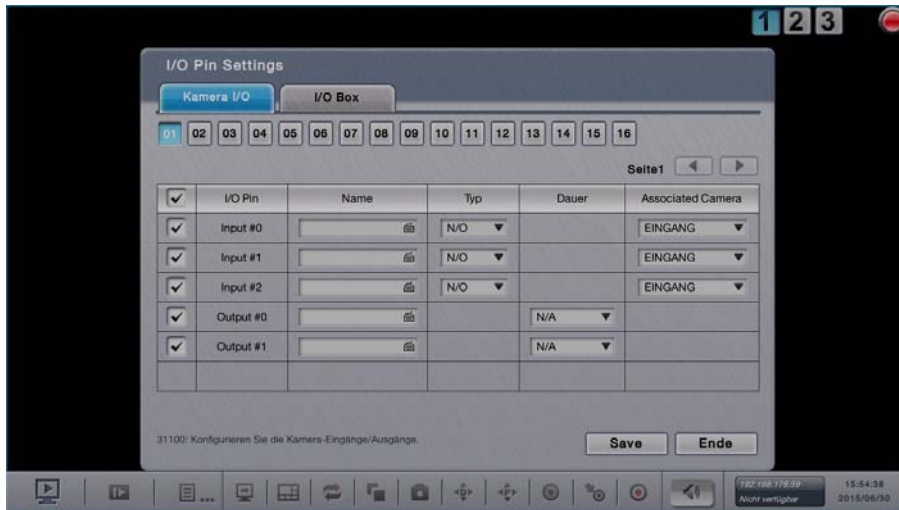 1 2 3
I/O Pin Settings
Kamera I/O I/O Box
01 02 03 04 05 06 07 08 09 10 11 12 13 14 15 16
Seite1
I/O Pin Name Typ Dauer Associated Camera
Input #0 N/O EINGANG
Input #1 N/O EINGANG
Input #2 N/O EINGANG
Output #0 N/A
Output #1 N/A
31100: Konfigurieren Sie die Kamera-Eingänge/Ausgänge.
Save Ende
192.168.178.59 15:54:38
Nicht verfügbar 2015/06/30